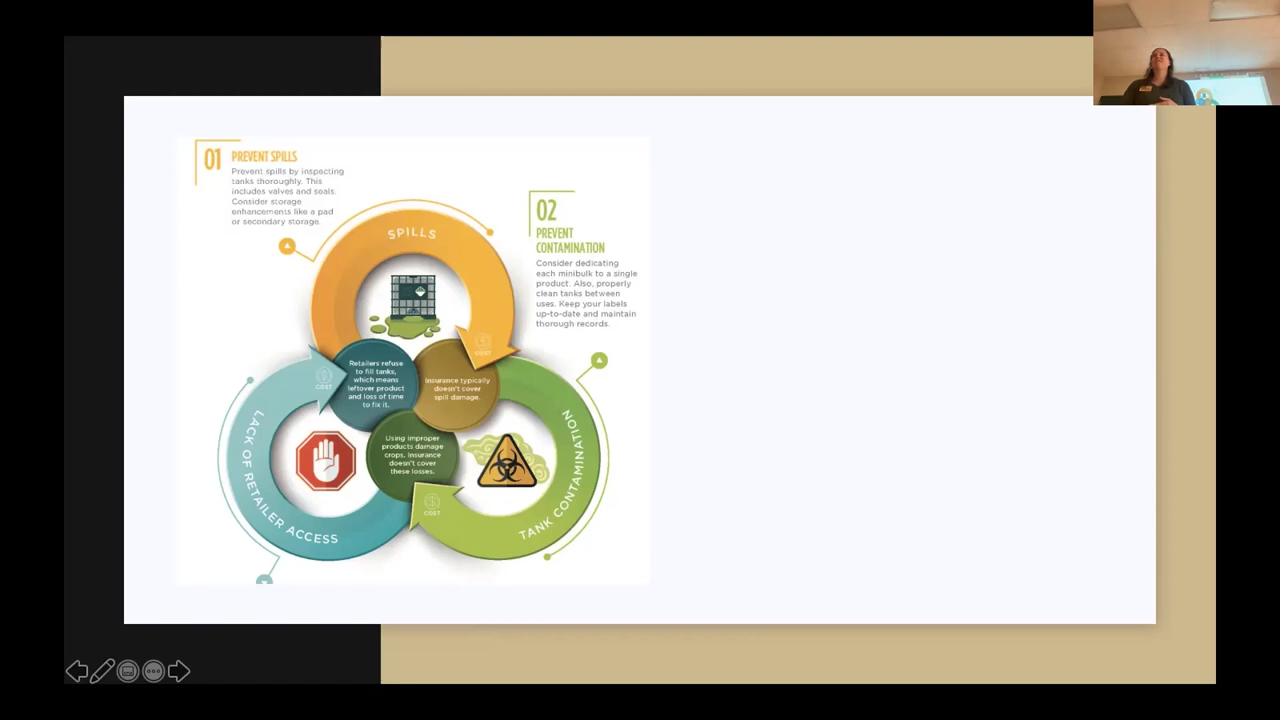 01
PREVENT SPILLS
Prevent spills by inspecting
tanks thoroughly. This
includes valves and seals.
Consider storage
enhancements like a pad
or secondary storage.
02
PREVENT
CONTAMINATION
Consider dedicating
each minibulk to a single
product. Also, properly
clean tanks between
uses. Keep your labels
up-to-date and maintain
thorough records.
SPILLS
COST
Retailers refuse
to fill tanks,
which means
leftover product
and loss of time
to fix it.
COST
Insurance typically
doesn't cover
spill damage.
Using improper
products damage
crops. Insurance
doesn't cover
these losses.
COST
LACK OF RETAILER ACCESS
TANK CONTAMINATION